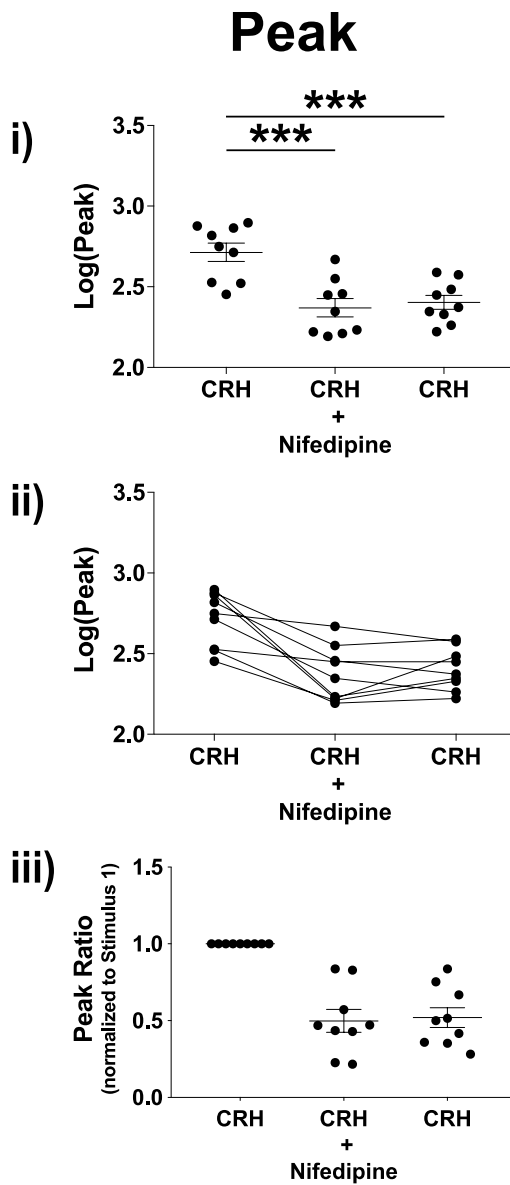 Peak
i)
***
***
Log(Peak)
3.5
3.0
2.5
2.0
CRH
CRH
CRH
+
Nifedipine
ii)
Log(Peak)
3.5
3.0
2.5
2.0
CRH
CRH
CRH
+
Nifedipine
iii)
Peak Ratio
(normalized to Stimulus 1)
1.5
1.0
0.5
0.0
CRH
CRH
CRH
+
Nifedipine